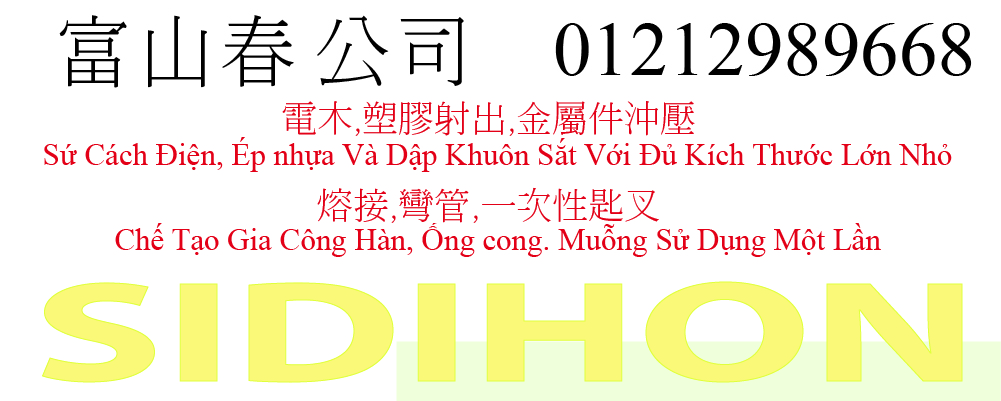 富山春 公司 01212989668
電木,塑膠射出,金屬件沖壓
Sứ Cách Điện, Ép nhựa Và Dập Khuôn Sắt Với Đủ Kích Thước Lớn Nhỏ
熔接,彎管,一次性匙叉
Chế Tạo Gia Công Hàn, Ống cong. Muỗng Sử Dụng Một Lần
SIDIHON